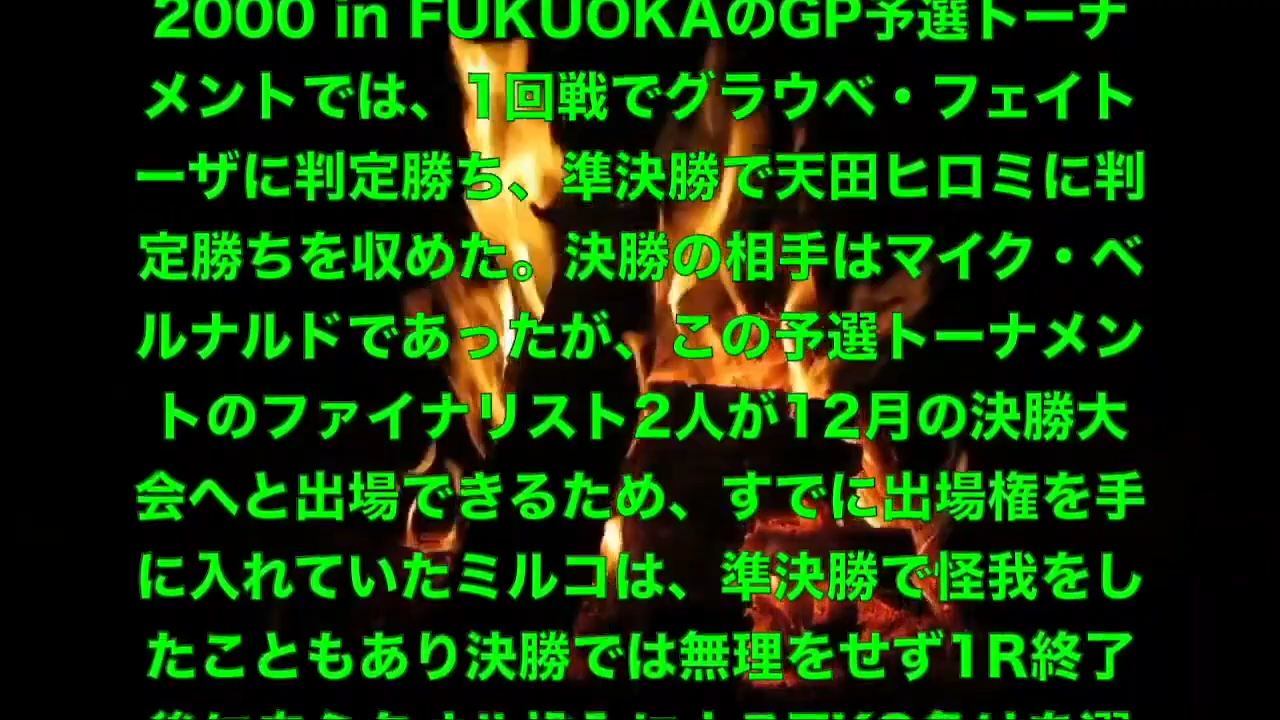 2000 in FUKUOKAのGP予選トーナ
メントでは、1回戦でグラウベ・フェイト
ーザに判定勝ち、準決勝で天田ヒロミに判
定勝ちを収めた。決勝の相手はマイク・ベ
ルナルドであったが、この予選トーナメン
トのファイナリスト2人が12月の決勝大
会へと出場できるため、すでに出場権を手
に入れていたミルコは、準決勝で怪我をし
たこともあり決勝では無理をせず1R終了